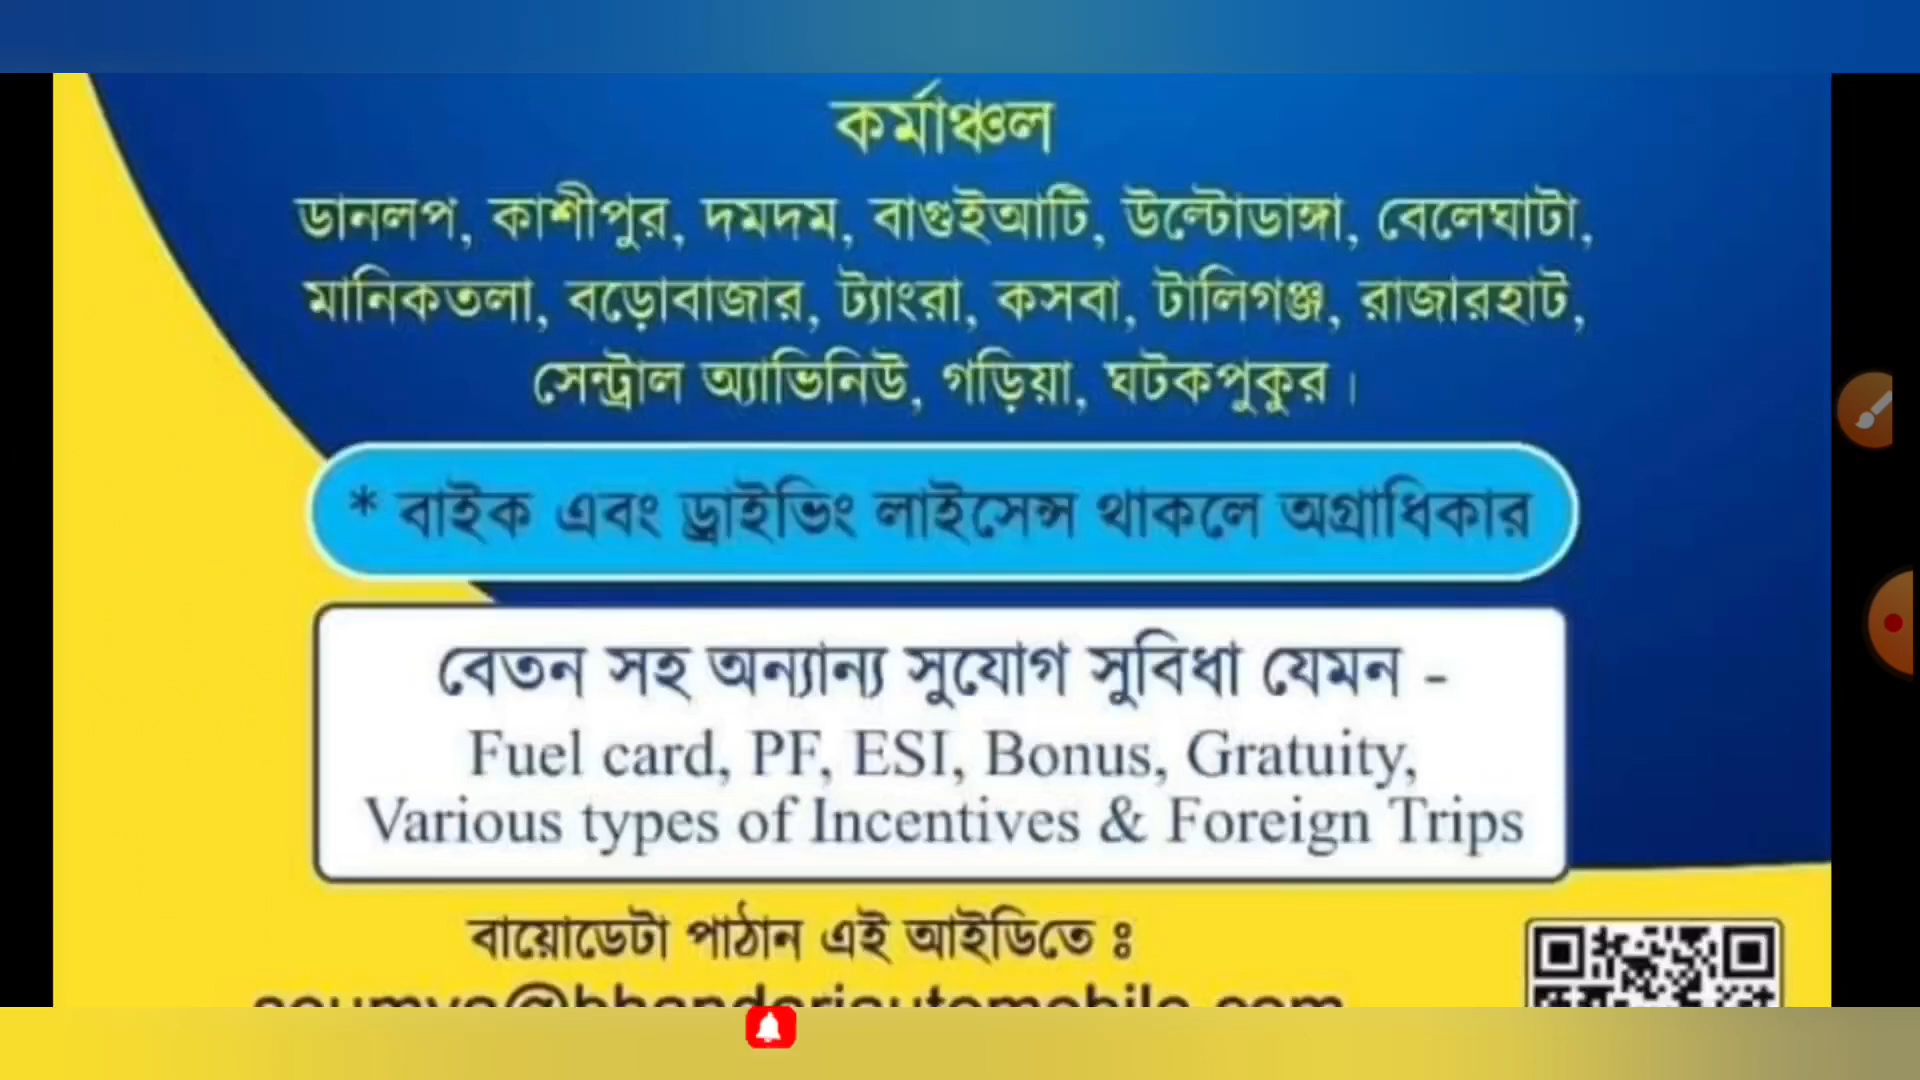 কর্মাঞ্চল
ডানলপ, কাশীপুর, দমদম, বাগুইআটি, উল্টোডাঙ্গা, বেলেঘাটা,
মানিকতলা, বড়োবাজার, ট্যাংরা, কসবা, টালিগঞ্জ, রাজারহাট,
সেন্ট্রাল অ্যাভিনিউ, গড়িয়া, ঘটকপুকুর।
* বাইক এবং ড্রাইভিং লাইসেন্স থাকলে অগ্রাধিকার
বেতন সহ অন্যান্য সুযোগ সুবিধা যেমন -
Fuel card, PF, ESI, Bonus, Gratuity,
Various types of Incentives & Foreign Trips
বায়োডেটা পাঠান এই আইডিতে ঃ